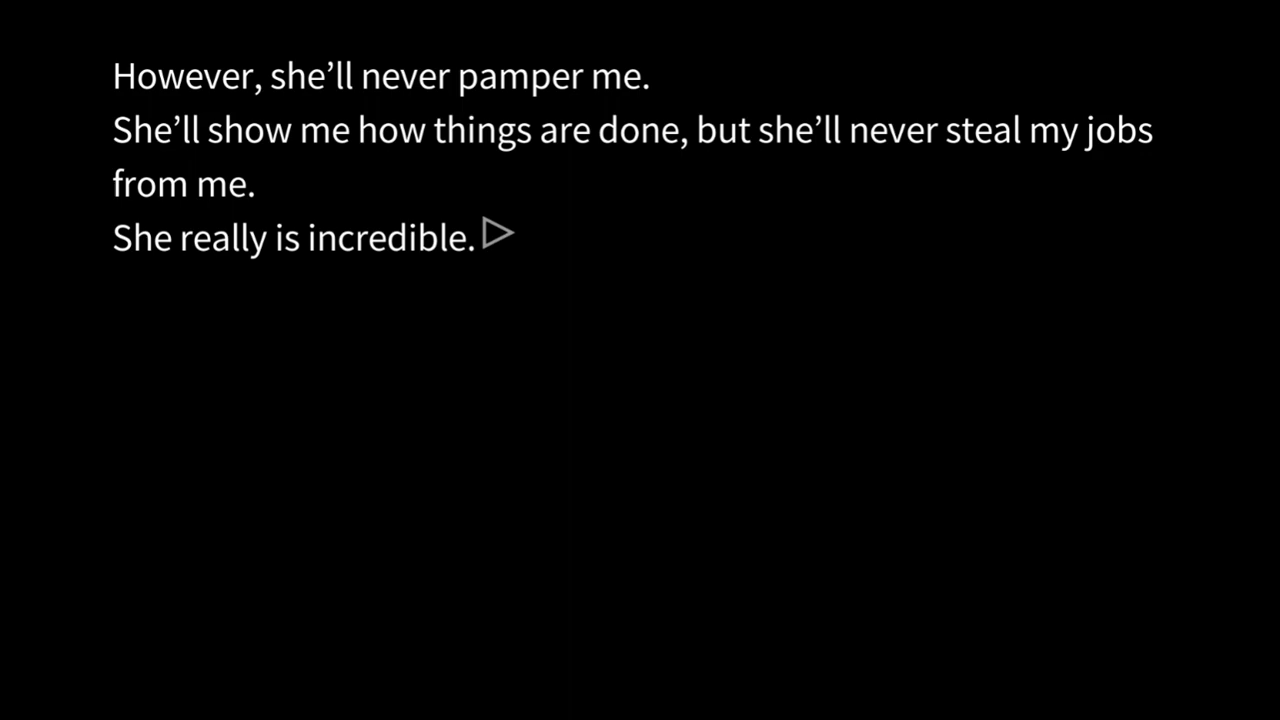 However, she’ll never pamper me.
She’ll show me how things are done, but she’ll never steal my jobs
from me.
She really is incredible.